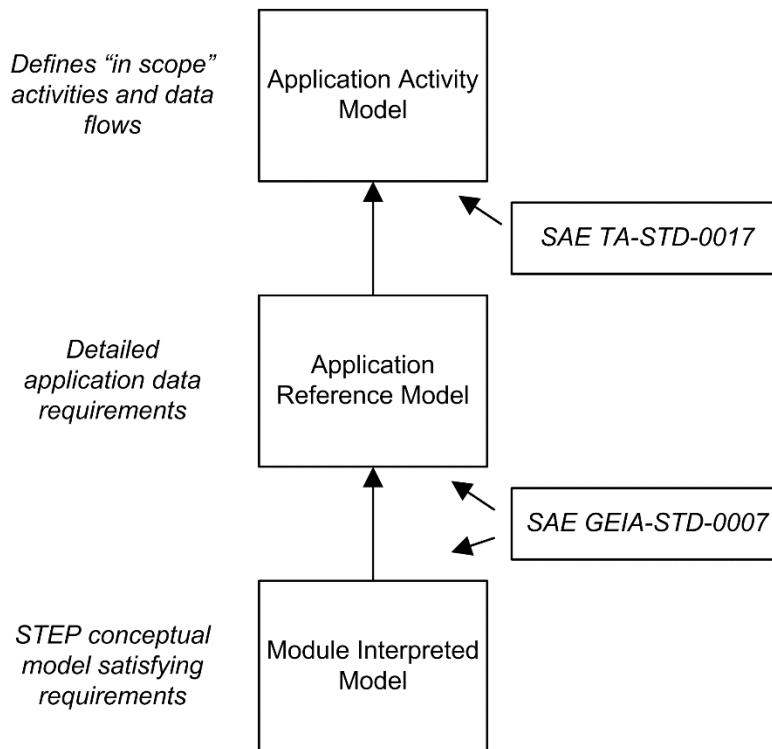 Defines “in scope”
activities and data
flows
Application Activity
Model
SAE TA-STD-0017
Detailed
application data
requirements
Application
Reference Model
SAE GEIA-STD-0007
STEP conceptual
model satisfying
requirements
Module Interpreted
Model